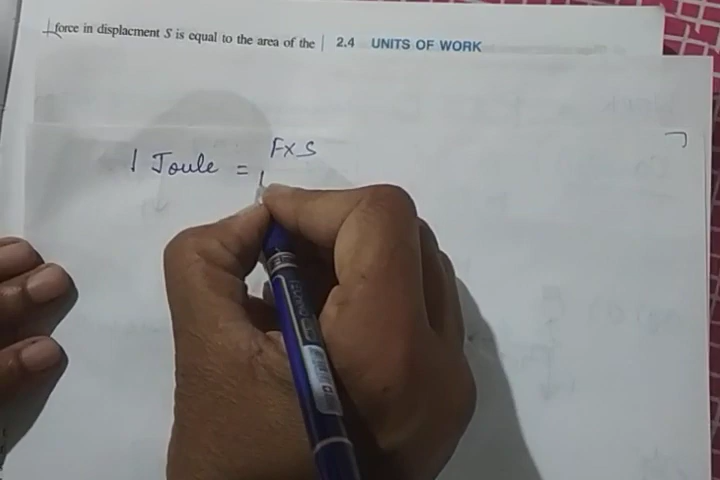 force in displacment S is equal to the area of the
2.4 UNITS OF WORK
F×S
1 Joule = 1